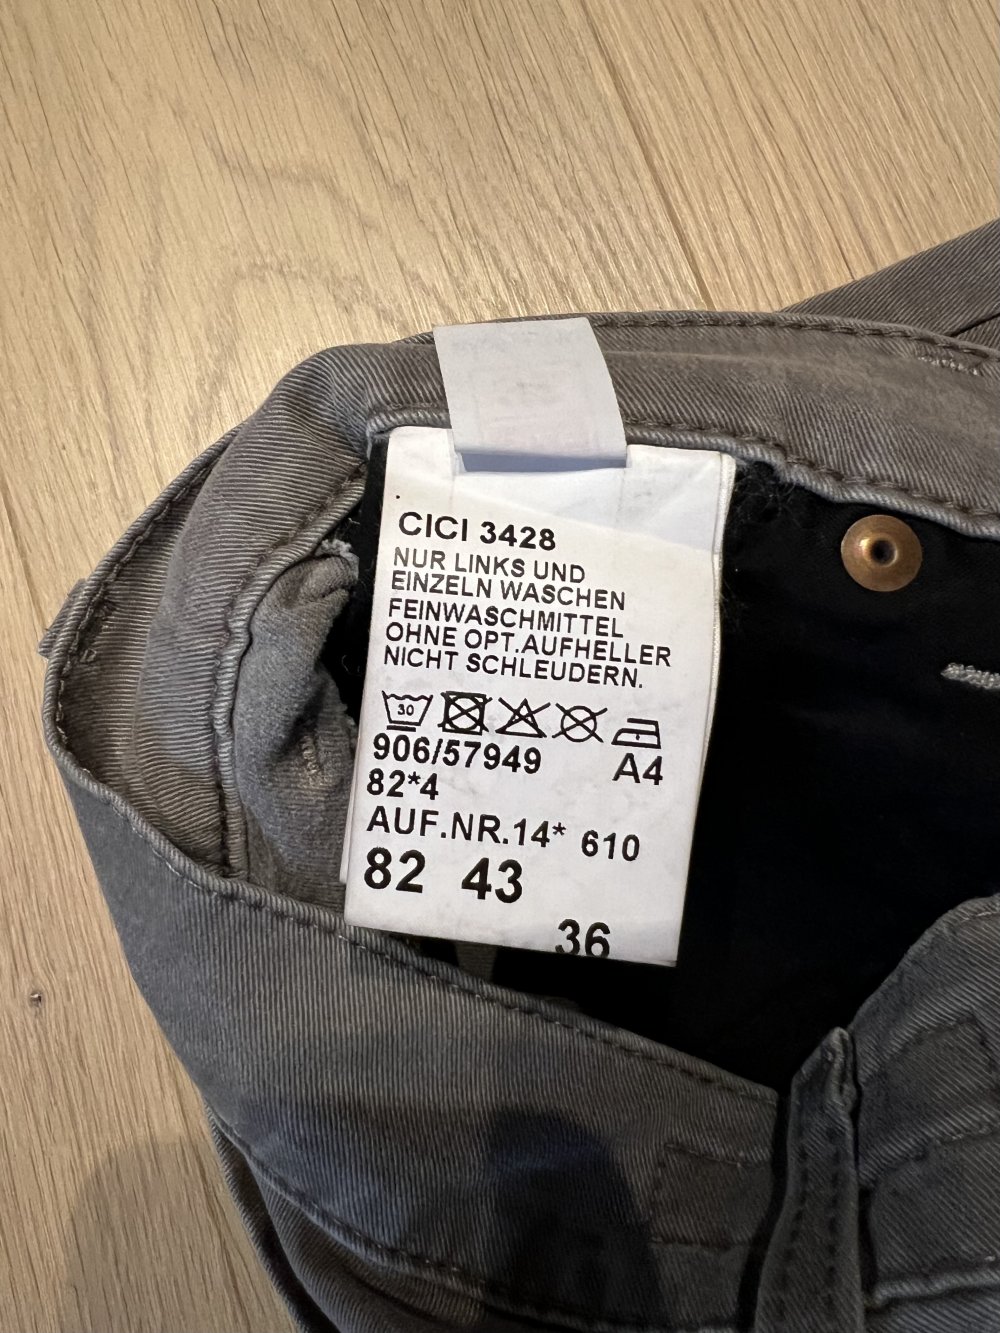 CICI 3428
NUR LINKS UND
EINZELN WASCHEN
FEINWASCHMITTEL
OHNE OPT.AUFHELLER
NICHT SCHLEUDERN.
30
906/57949 A4
82*4
AUF.NR.14* 610
82 43
36